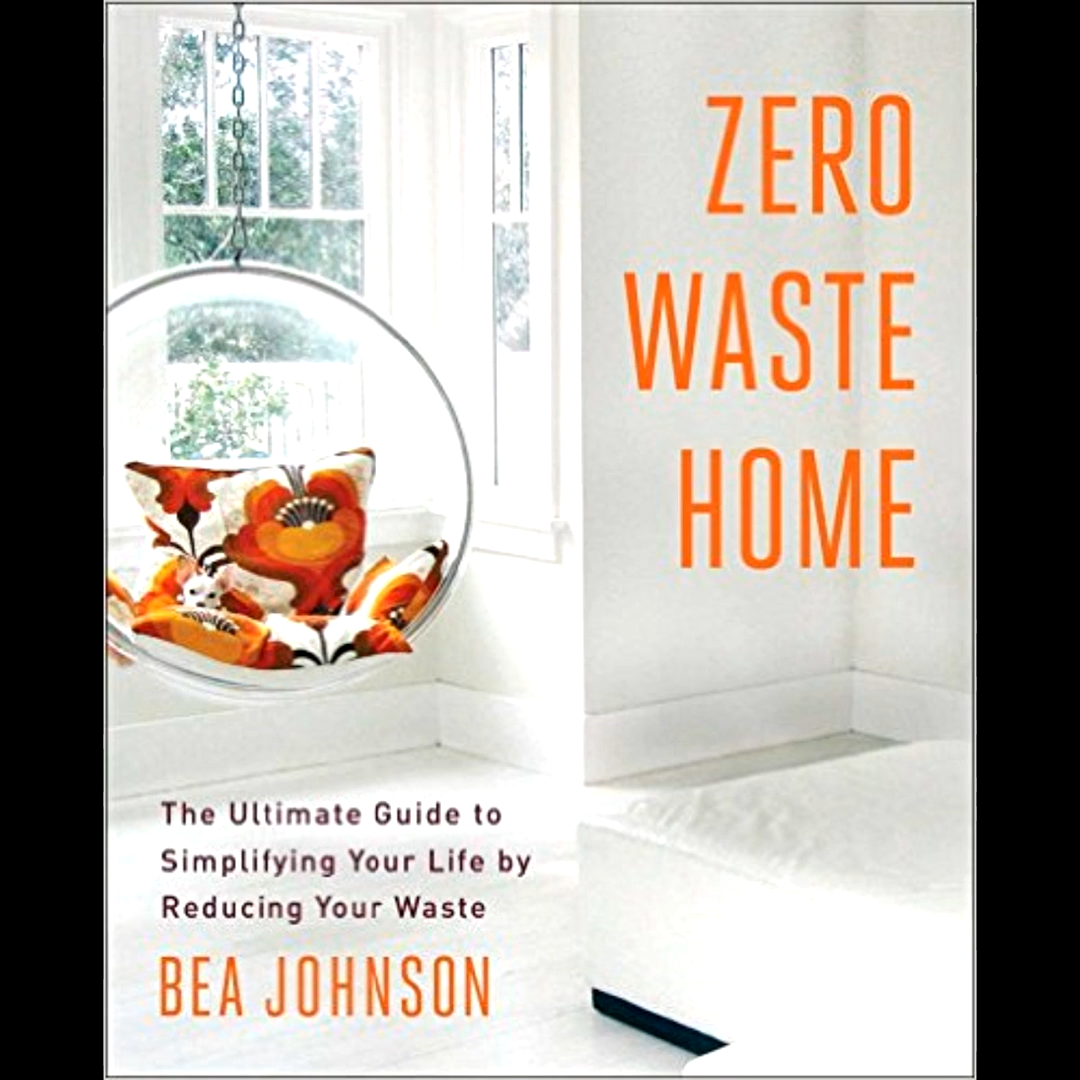 ZERO
WASTE
HOME
The Ultimate Guide to
Simplifying Your Life by
Reducing Your Waste
BEA JOHNSON